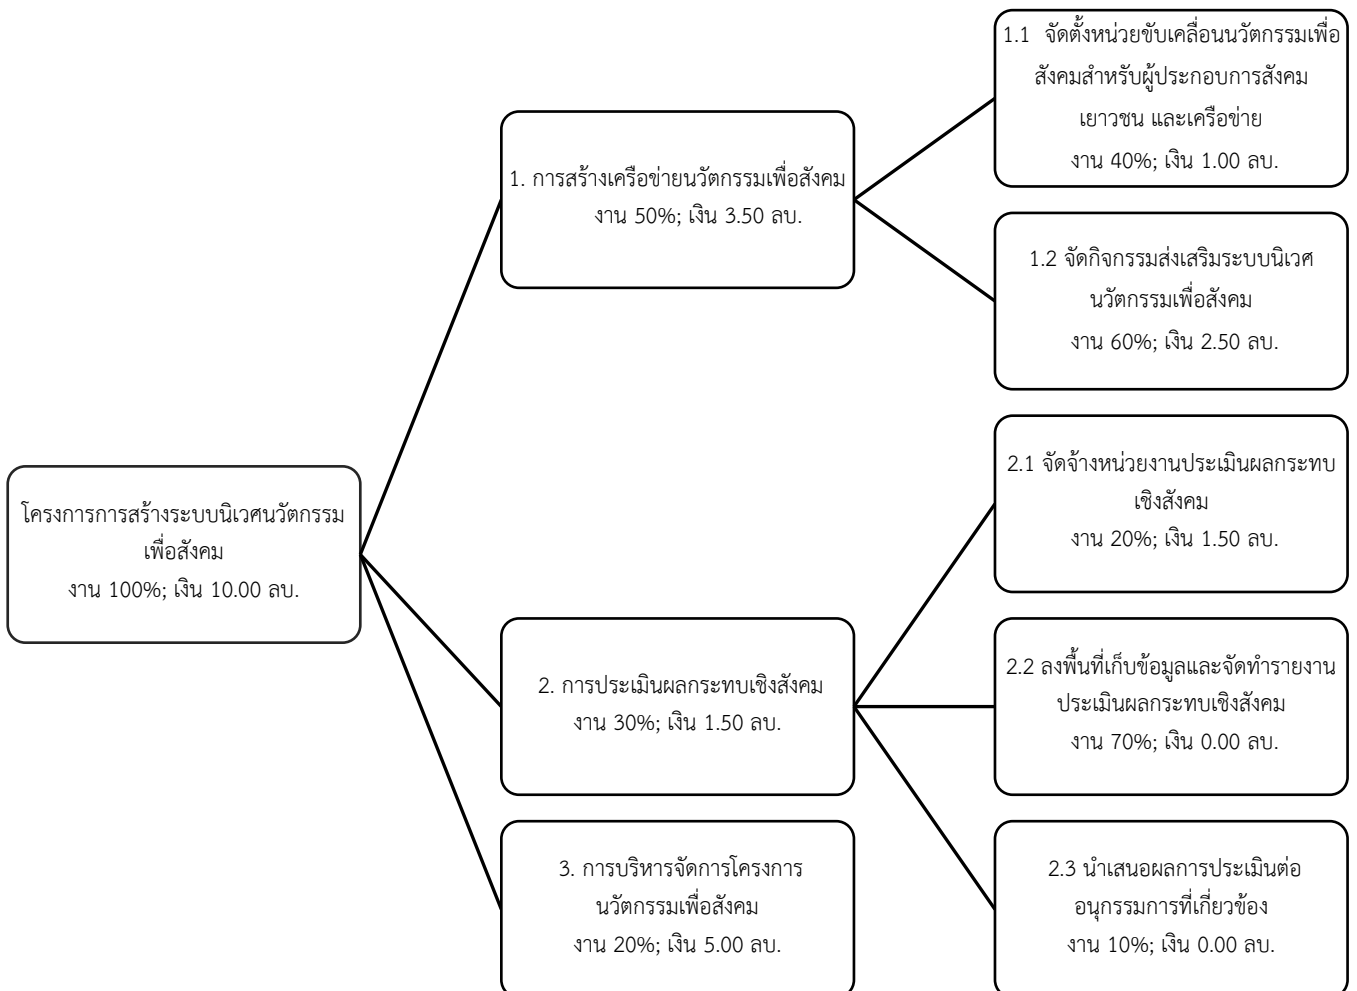 โครงการการสร้างระบบนิเวศนวัตกรรม
เพื่อสังคม
งาน 100%; เงิน 10.00 ลบ.
1. การสร้างเครือข่ายนวัตกรรมเพื่อสังคม
งาน 50%; เงิน 3.50 ลบ.
1.1 จัดตั้งหน่วยขับเคลื่อนนวัตกรรมเพื่อ
สังคมสำหรับผู้ประกอบการสังคม
เยาวชน และเครือข่าย
งาน 40%; เงิน 1.00 ลบ.
1.2 จัดกิจกรรมส่งเสริมระบบนิเวศ
นวัตกรรมเพื่อสังคม
งาน 60%; เงิน 2.50 ลบ.
2. การประเมินผลกระทบเชิงสังคม
งาน 30%; เงิน 1.50 ลบ.
2.1 จัดจ้างหน่วยงานประเมินผลกระทบ
เชิงสังคม
งาน 20%; เงิน 1.50 ลบ.
2.2 ลงพื้นที่เก็บข้อมูลและจัดทำรายงาน
ประเมินผลกระทบเชิงสังคม
งาน 70%; เงิน 0.00 ลบ.
2.3 นำเสนอผลการประเมินต่อ
อนุกรรมการที่เกี่ยวข้อง
งาน 10%; เงิน 0.00 ลบ.
3. การบริหารจัดการโครงการ
นวัตกรรมเพื่อสังคม
งาน 20%; เงิน 5.00 ลบ.